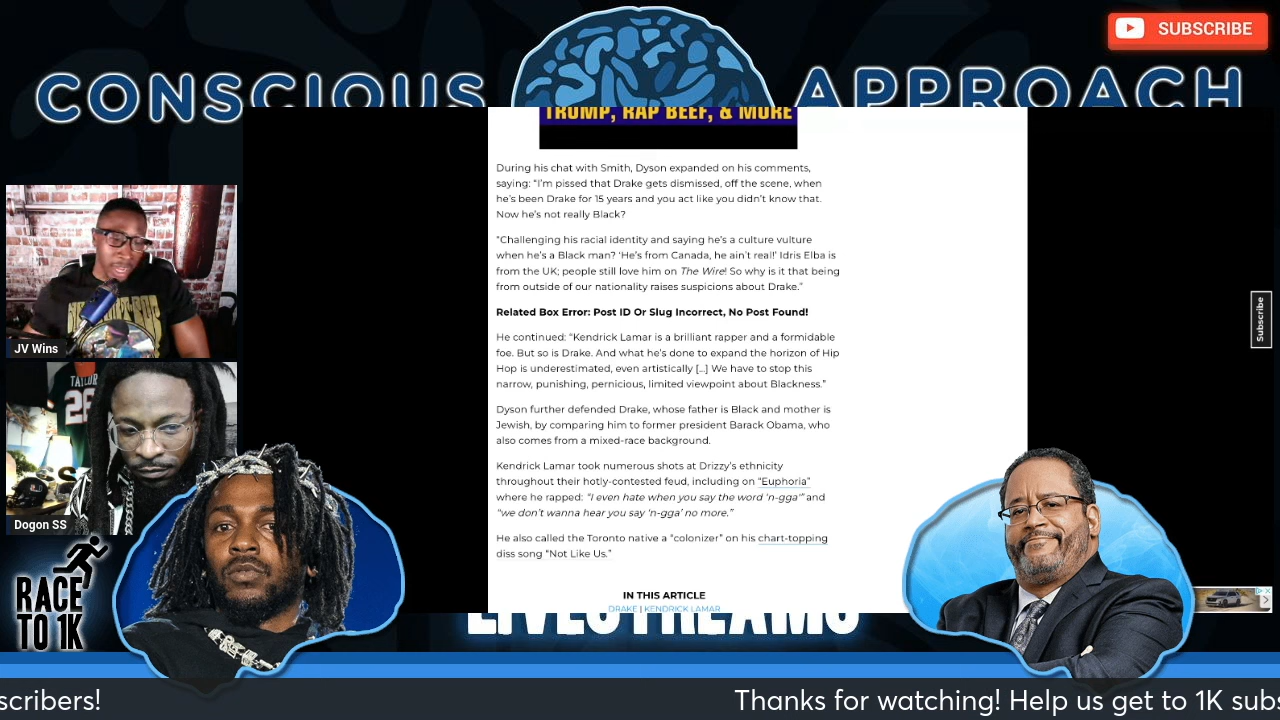 SUBSCRIBE
CONSCIOUS APPROACH
TRUMP, RAP BEEF, & MORE
During his chat with Smith, Dyson expanded on his comments,
saying: “I’m pissed that Drake gets dismissed, off the scene, when
he’s been Drake for 15 years and you act like you didn’t know that.
Now he’s not really Black?
“Challenging his racial identity and saying he’s a culture vulture
when he’s a Black man? ‘He’s from Canada, he ain’t real!’ Idris Elba is
from the UK; people still love him on The Wire! So why is it that being
from outside of our nationality raises suspicions about Drake.”
Related Box Error: Post ID Or Slug Incorrect, No Post Found!
He continued: “Kendrick Lamar is a brilliant rapper and a formidable
foe. But so is Drake. And what he’s done to expand the horizon of Hip
Hop is underestimated, even artistically [...] We have to stop this
narrow, punishing, pernicious, limited viewpoint about Blackness.”
Dyson further defended Drake, whose father is Black and mother is
Jewish, by comparing him to former president Barack Obama, who
also comes from a mixed-race background.
Kendrick Lamar took numerous shots at Drizzy’s ethnicity
throughout their hotly-contested feud, including on “Euphoria”
where he rapped: “I even hate when you say the word ‘n-gga'” and
“we don’t wanna hear you say ‘n-gga’ no more.”
He also called the Toronto native a “colonizer” on his chart-topping
diss song “Not Like Us.”
IN THIS ARTICLE
DRAKE | KENDRICK LAMAR
Subscribe
JV Wins
TAYLOR
Dogon SS
RACE
TO 1K
LIVESTREAMS
scribers!
Thanks for watching! Help us get to 1K subs